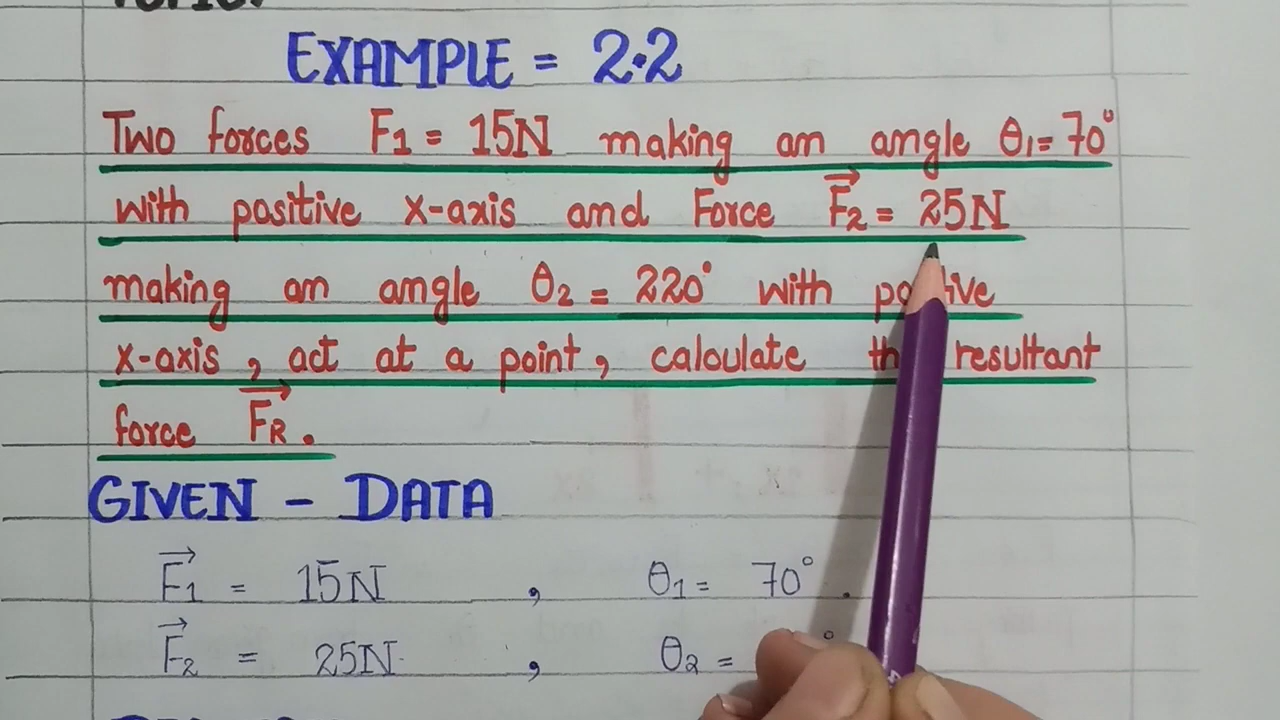 EXAMPLE = 2.2
Two forces F1 = 15N making an angle θ1 = 70°
with positive x-axis and Force F2 = 25N
making an angle θ2 = 220° with
x-axis, act at a point, caloulate resultant
force FR.
GIVEN - DATA
F1 = 15N , θ1 = 70° .
F2 = 25N , θ2 = °